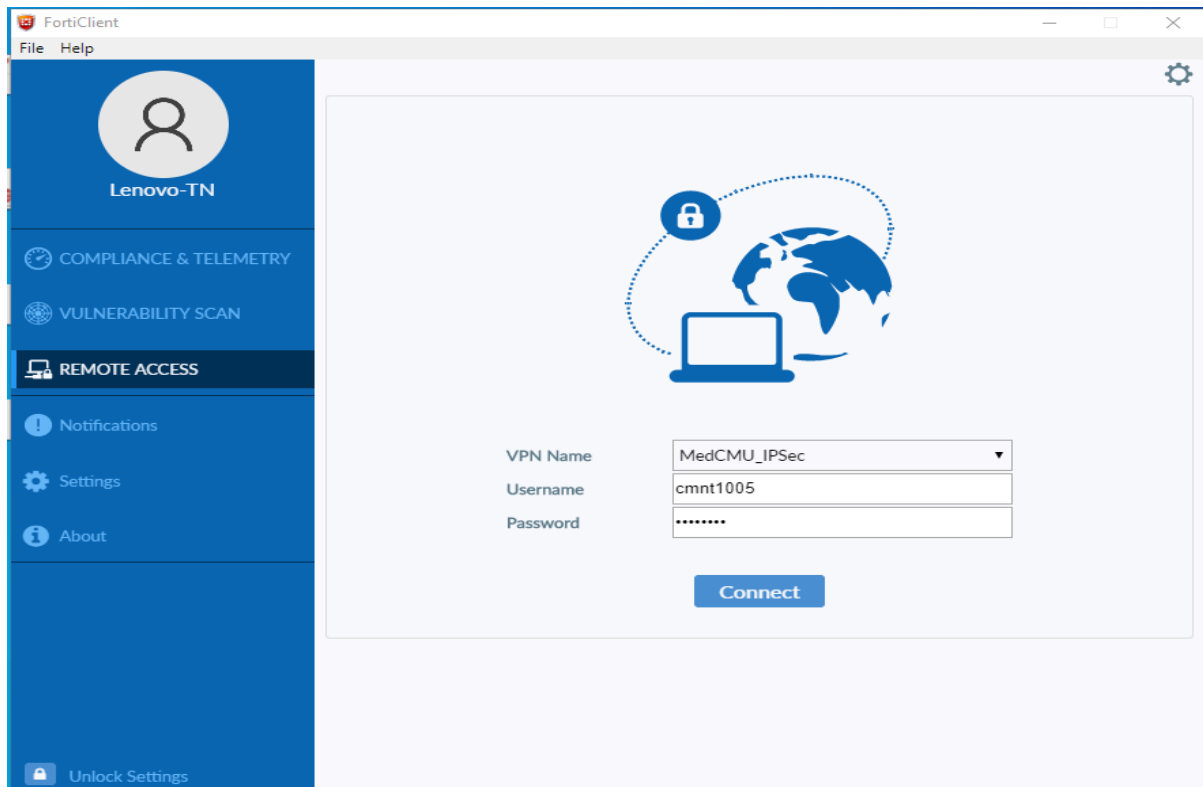 FortiClient
File Help
Lenovo-TN
COMPLIANCE & TELEMETRY
VULNERABILITY SCAN
REMOTE ACCESS
Notifications
Settings
About
Unlock Settings
VPN Name MedCMU_IPSec
Username cmnt1005
Password ••••••••
Connect